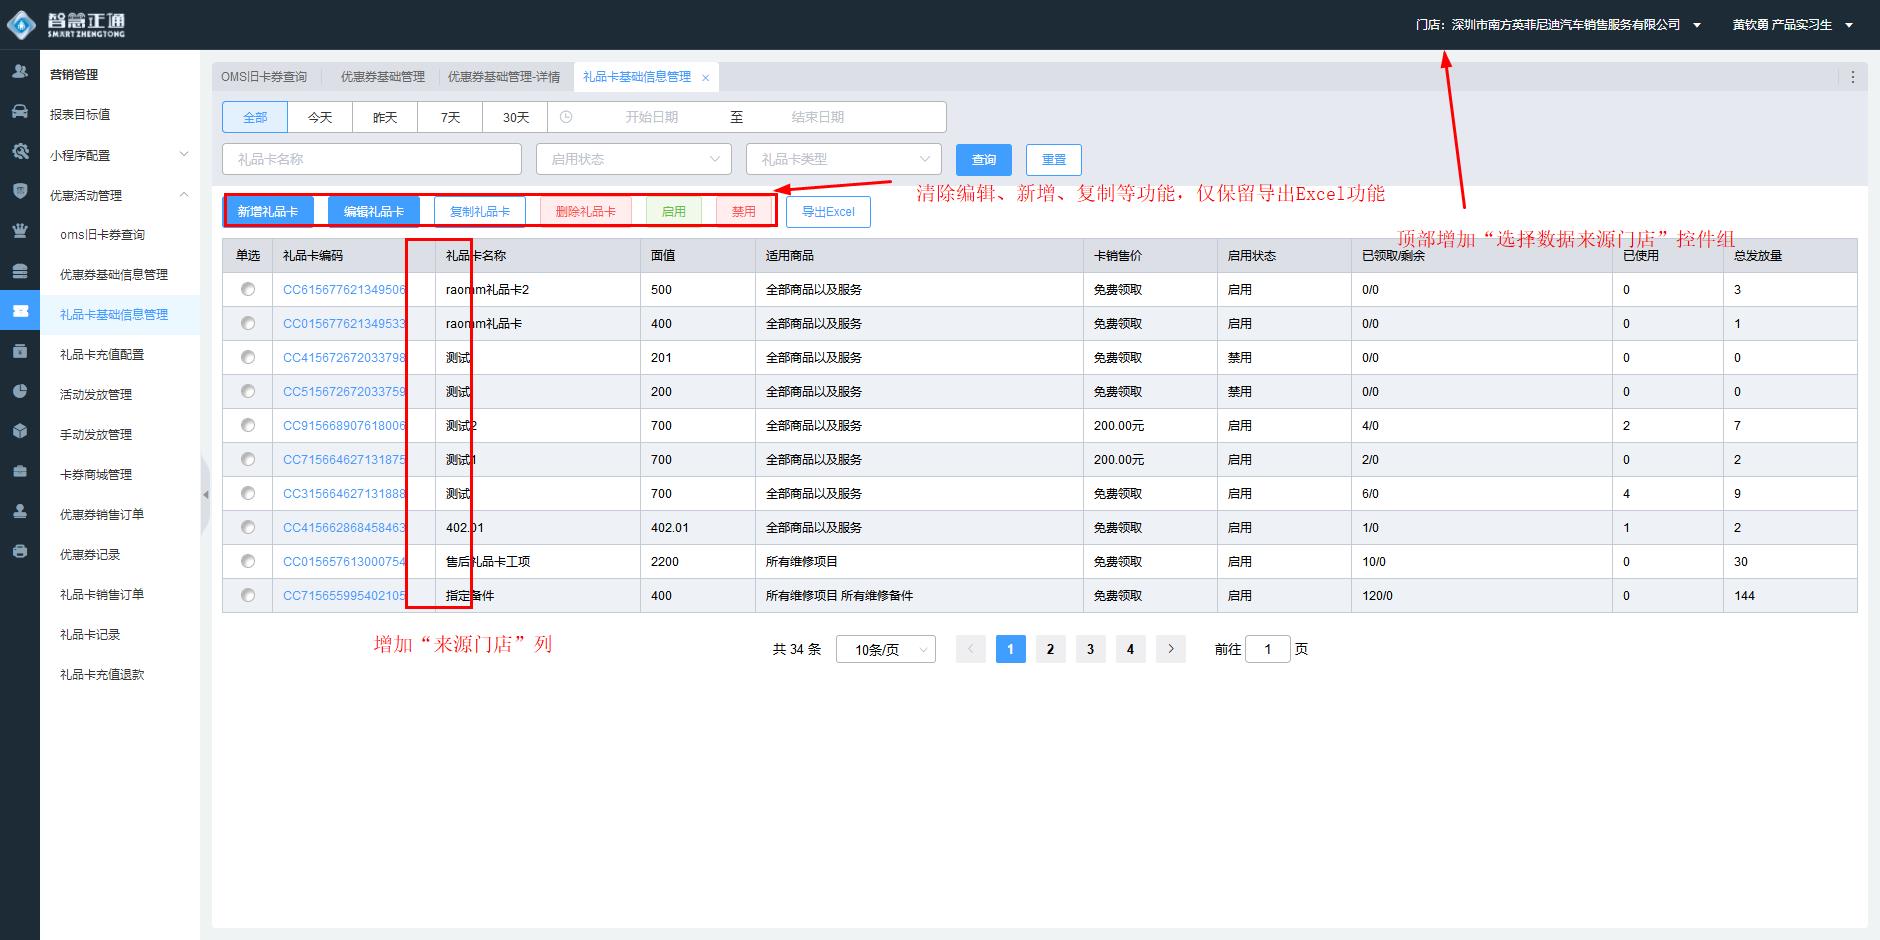 智慧正通
SMART ZHENGTONG
门店：深圳市南方英菲尼迪汽车销售服务有限公司
黄钦勇 产品实习生
营销管理
报表目标值
小程序配置
优惠活动管理
oms旧卡券查询
优惠券基础信息管理
礼品卡基础信息管理
礼品卡充值配置
活动发放管理
手动发放管理
卡券商城管理
优惠券销售订单
优惠券记录
礼品卡销售订单
礼品卡记录
礼品卡充值退款
OMS旧卡券查询 优惠券基础管理 优惠券基础管理-详情 礼品卡基础信息管理
全部 今天 昨天 7天 30天 开始日期 至 结束日期
礼品卡名称 启用状态 礼品卡类型 查询 重置
清除编辑、新增、复制等功能，仅保留导出Excel功能
新增礼品卡 编辑礼品卡 复制礼品卡 删除礼品卡 启用 禁用 导出Excel
顶部增加“选择数据来源门店”控件组
单选 礼品卡编码 礼品卡名称 面值 适用商品 卡销售价 启用状态 已领取/剩余 已使用 总发放量
CC615677621349506 raomm礼品卡2 500 全部商品以及服务 免费领取 启用 0/0 0 3
CC015677621349533 raomm礼品卡 400 全部商品以及服务 免费领取 启用 0/0 0 1
CC415672672033798 测试 201 全部商品以及服务 免费领取 禁用 0/0 0 0
CC515672672033759 测试 200 全部商品以及服务 免费领取 禁用 0/0 0 0
CC915668907618006 测试2 700 全部商品以及服务 200.00元 启用 4/0 2 7
CC715664627131875 测试1 700 全部商品以及服务 200.00元 启用 2/0 0 2
CC315664627131888 测试 700 全部商品以及服务 免费领取 启用 6/0 4 9
CC415662868458463 402.01 402.01 全部商品以及服务 免费领取 启用 1/0 1 2
CC015657613000754 售后礼品卡工项 2200 所有维修项目 免费领取 启用 10/0 0 30
CC715655995402105 指定备件 400 所有维修项目 所有维修备件 免费领取 启用 120/0 0 144
增加“来源门店”列
共 34 条 10条/页 1 2 3 4 前往 1 页